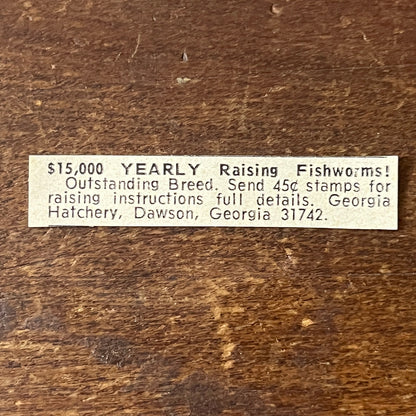 $15,000 YEARLY Raising Fishworms!
Outstanding Breed. Send 45¢ stamps for
raising instructions full details. Georgia
Hatchery, Dawson, Georgia 31742.